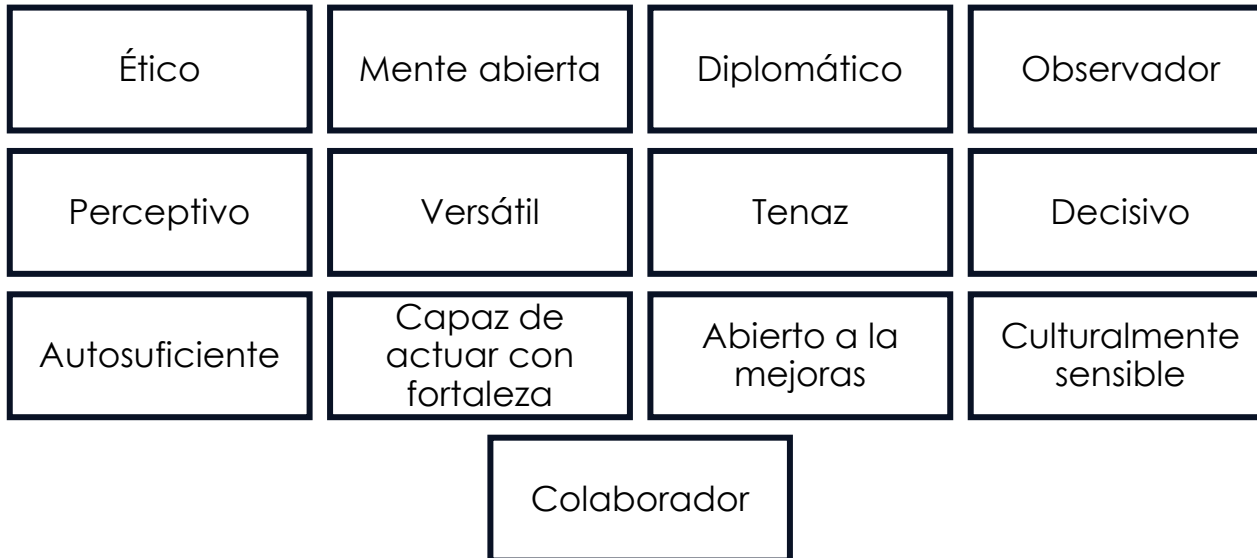 Ético
Mente abierta
Diplomático
Observador
Perceptivo
Versátil
Tenaz
Decisivo
Autosuficiente
Capaz de
actuar con
fortaleza
Abierto a la
mejoras
Culturalmente
sensible
Colaborador